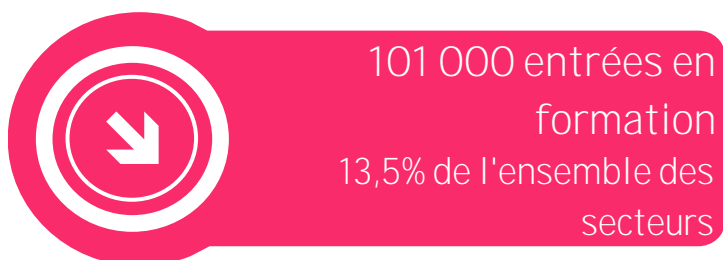 101 000 entrées en
formation
13,5% de l'ensemble des
secteurs